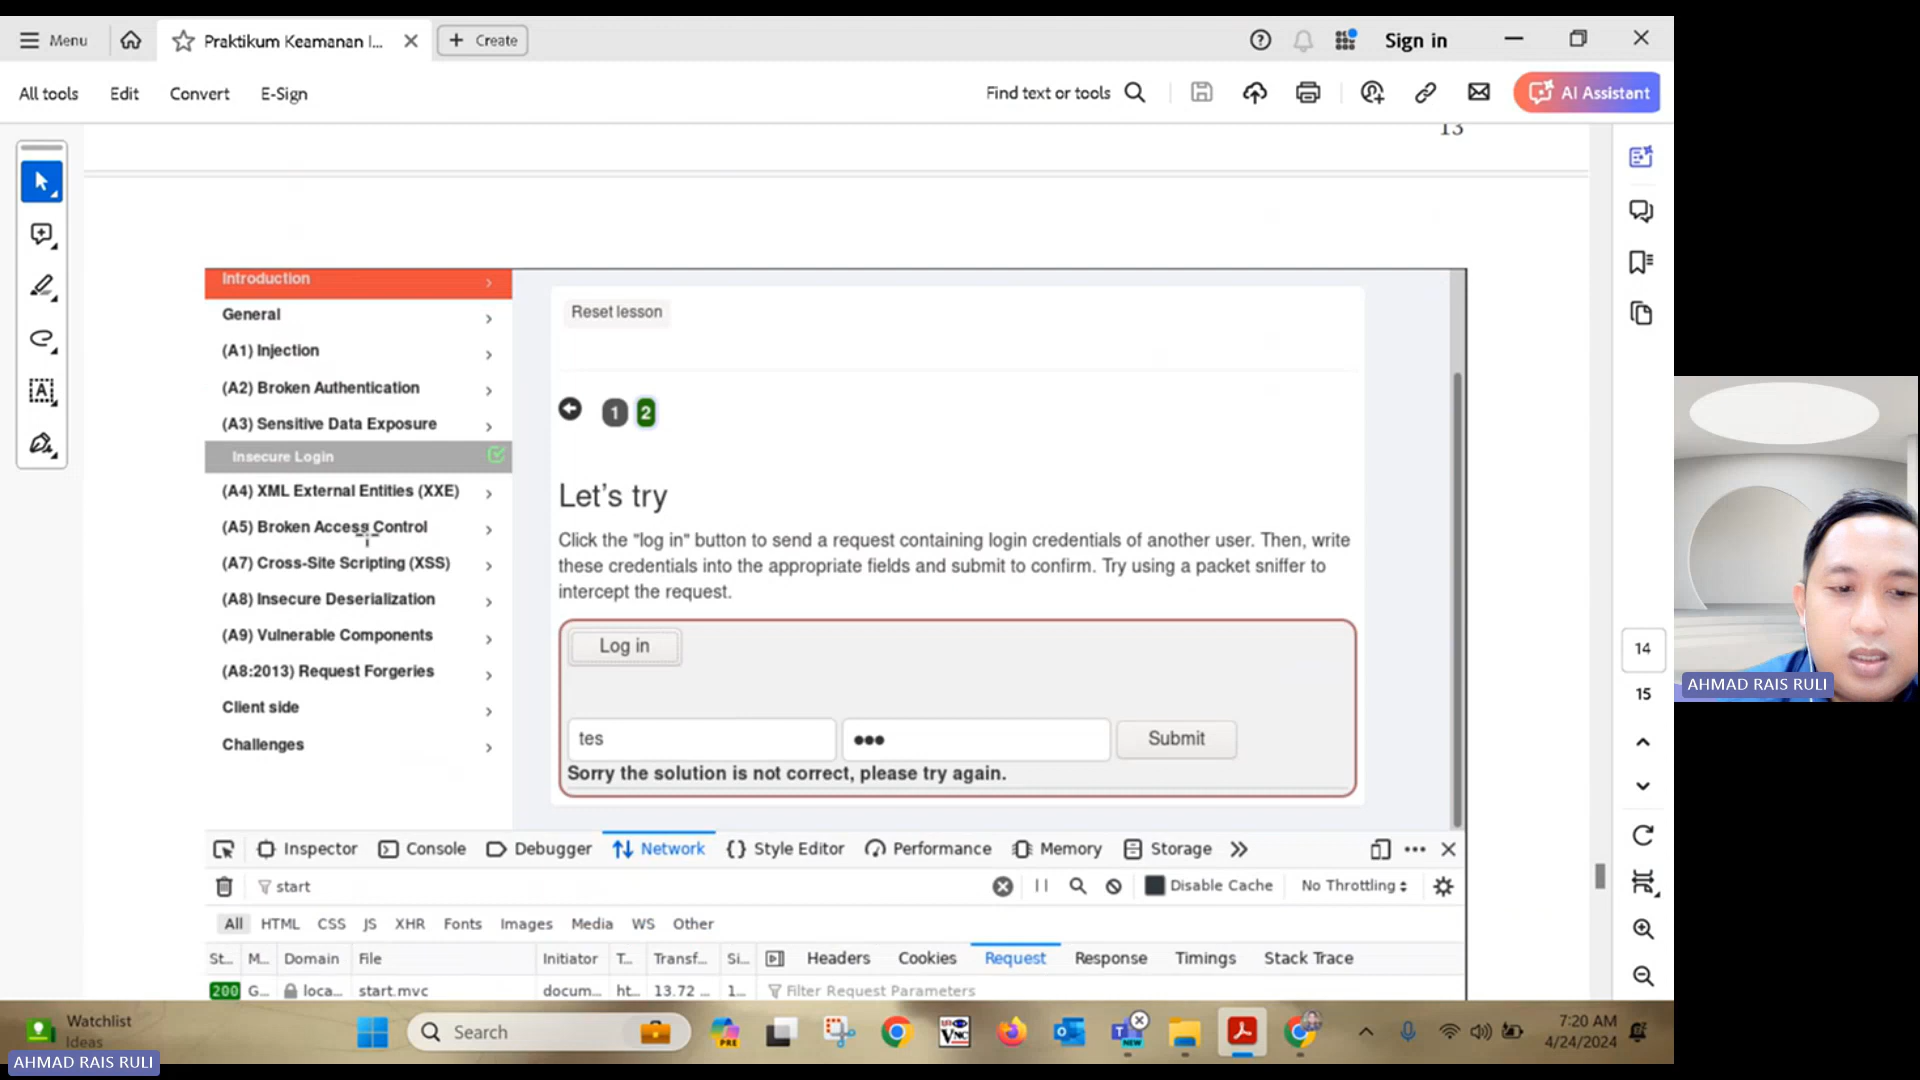 Menu
Praktikum Keamanan I...
Create
Sign in
All tools
Edit
Convert
E-Sign
Find text or tools
AI Assistant
13
Introduction
General
(A1) Injection
(A2) Broken Authentication
(A3) Sensitive Data Exposure
Insecure Login
(A4) XML External Entities (XXE)
(A5) Broken Access Control
(A7) Cross-Site Scripting (XSS)
(A8) Insecure Deserialization
(A9) Vulnerable Components
(A8:2013) Request Forgeries
Client side
Challenges
Reset lesson
1 2
Let's try
Click the "log in" button to send a request containing login credentials of another user. Then, write
these credentials into the appropriate fields and submit to confirm. Try using a packet sniffer to
intercept the request.
Log in
tes ●●● Submit
Sorry the solution is not correct, please try again.
Inspector Console Debugger Network {} Style Editor Performance Memory Storage
start
Disable Cache No Throttling
All HTML CSS JS XHR Fonts Images Media WS Other
St... M... Domain File Initiator T... Transf... Si...
Headers Cookies Request Response Timings Stack Trace
200 G... loca... start.mvc docum... ht... 13.72 ... 1...
Filter Request Parameters
14
15
AHMAD RAIS RULI
Watchlist
Ideas
Search
PRE
VNC
NEW
7:20 AM
4/24/2024
AHMAD RAIS RULI